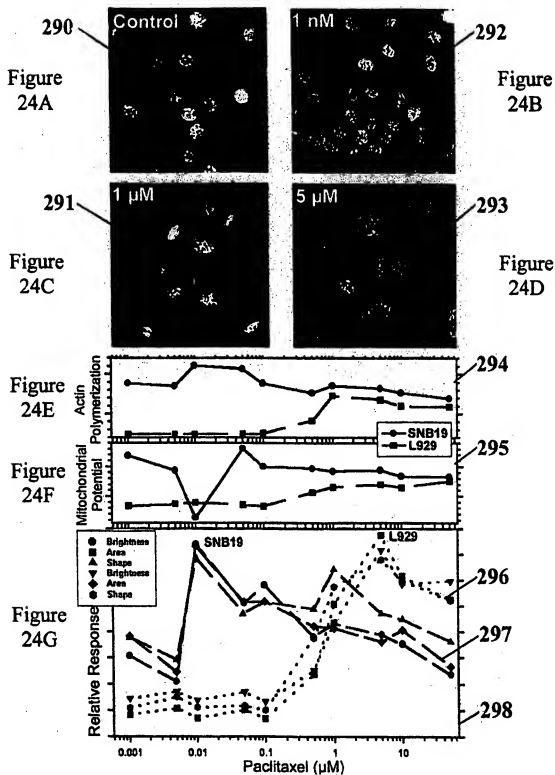 290
Control
1 nM
292
Figure
24A
Figure
24B
291
1 µM
5 µM
293
Figure
24C
Figure
24D
Figure
24E
Actin
Polymerization
294
SNB19
L929
Figure
24F
Mitochondrial
Potential
295
Figure
24G
Brightness
Area
Shape
Brightness
Area
Shape
SNB19
L929
296
297
298
Relative Response
0.001
0.01
0.1
1
10
Paclitaxel (µM)